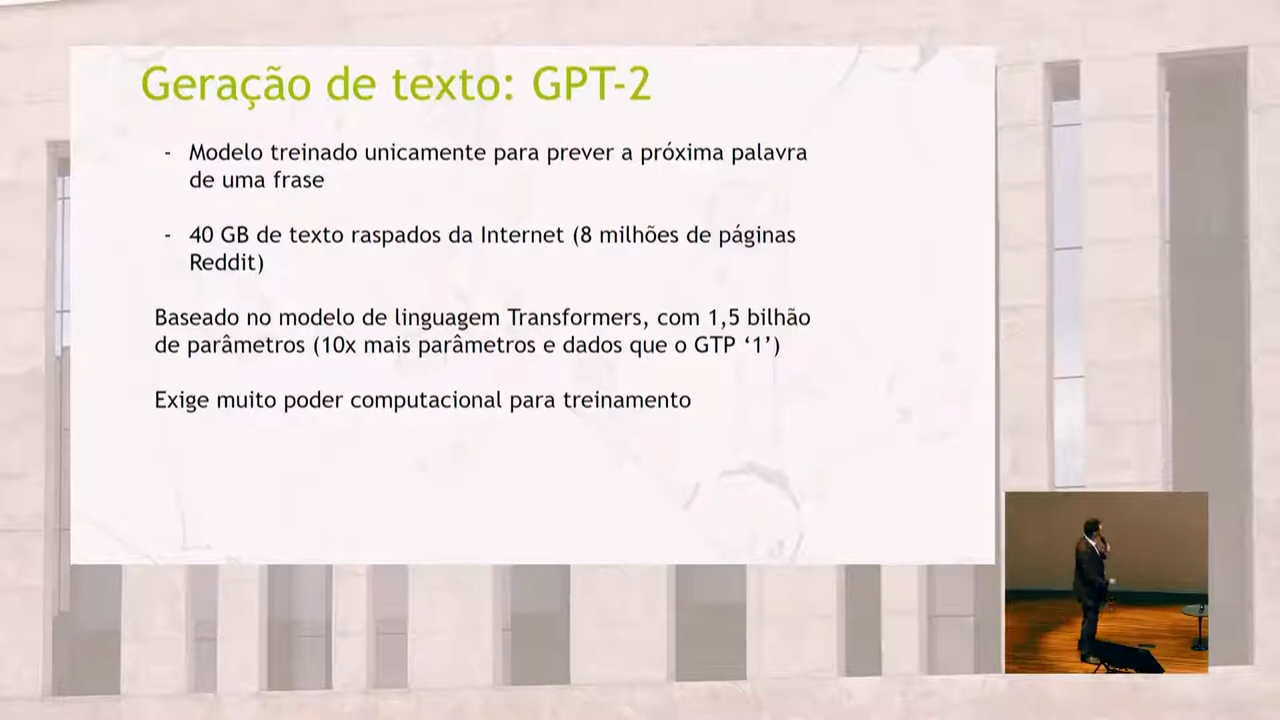 Geração de texto: GPT-2
- Modelo treinado unicamente para prever a próxima palavra
de uma frase
- 40 GB de texto raspados da Internet (8 milhões de páginas
Reddit)
Baseado no modelo de linguagem Transformers, com 1,5 bilhão
de parâmetros (10x mais parâmetros e dados que o GTP ‘1’)
Exige muito poder computacional para treinamento